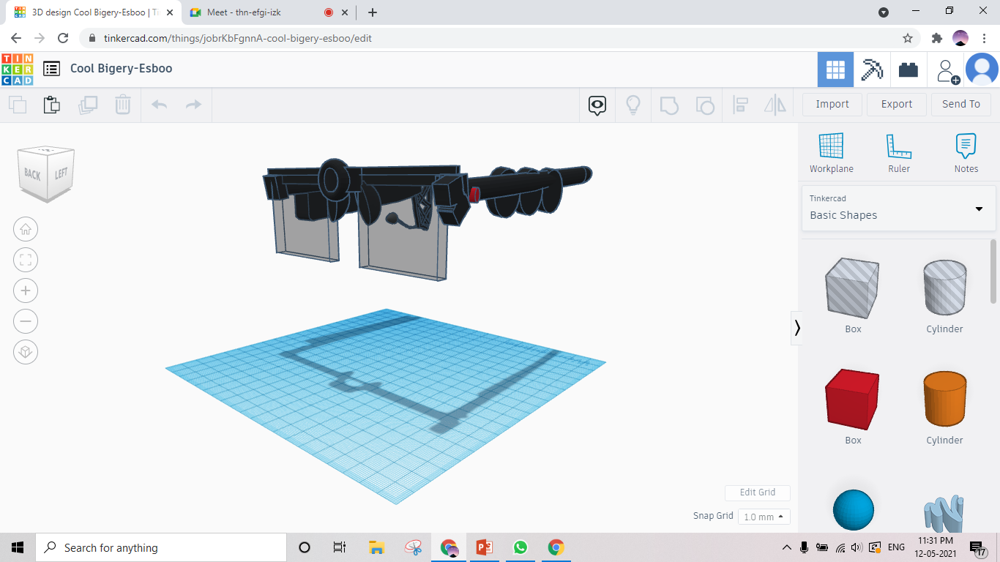 3D design Cool Bigery-Esboo | Ti
Meet - thn-efgi-izk
tinkercad.com/things/jobrKbFgnnA-cool-bigery-esboo/edit
TIN
KER
CAD
Cool Bigery-Esboo
Import
Export
Send To
BACK
LEFT
Workplane
Ruler
Notes
Tinkercad
Basic Shapes
Box
Cylinder
Box
Cylinder
Edit Grid
Snap Grid
1.0 mm
Search for anything
ENG
11:31 PM
12-05-2021
17